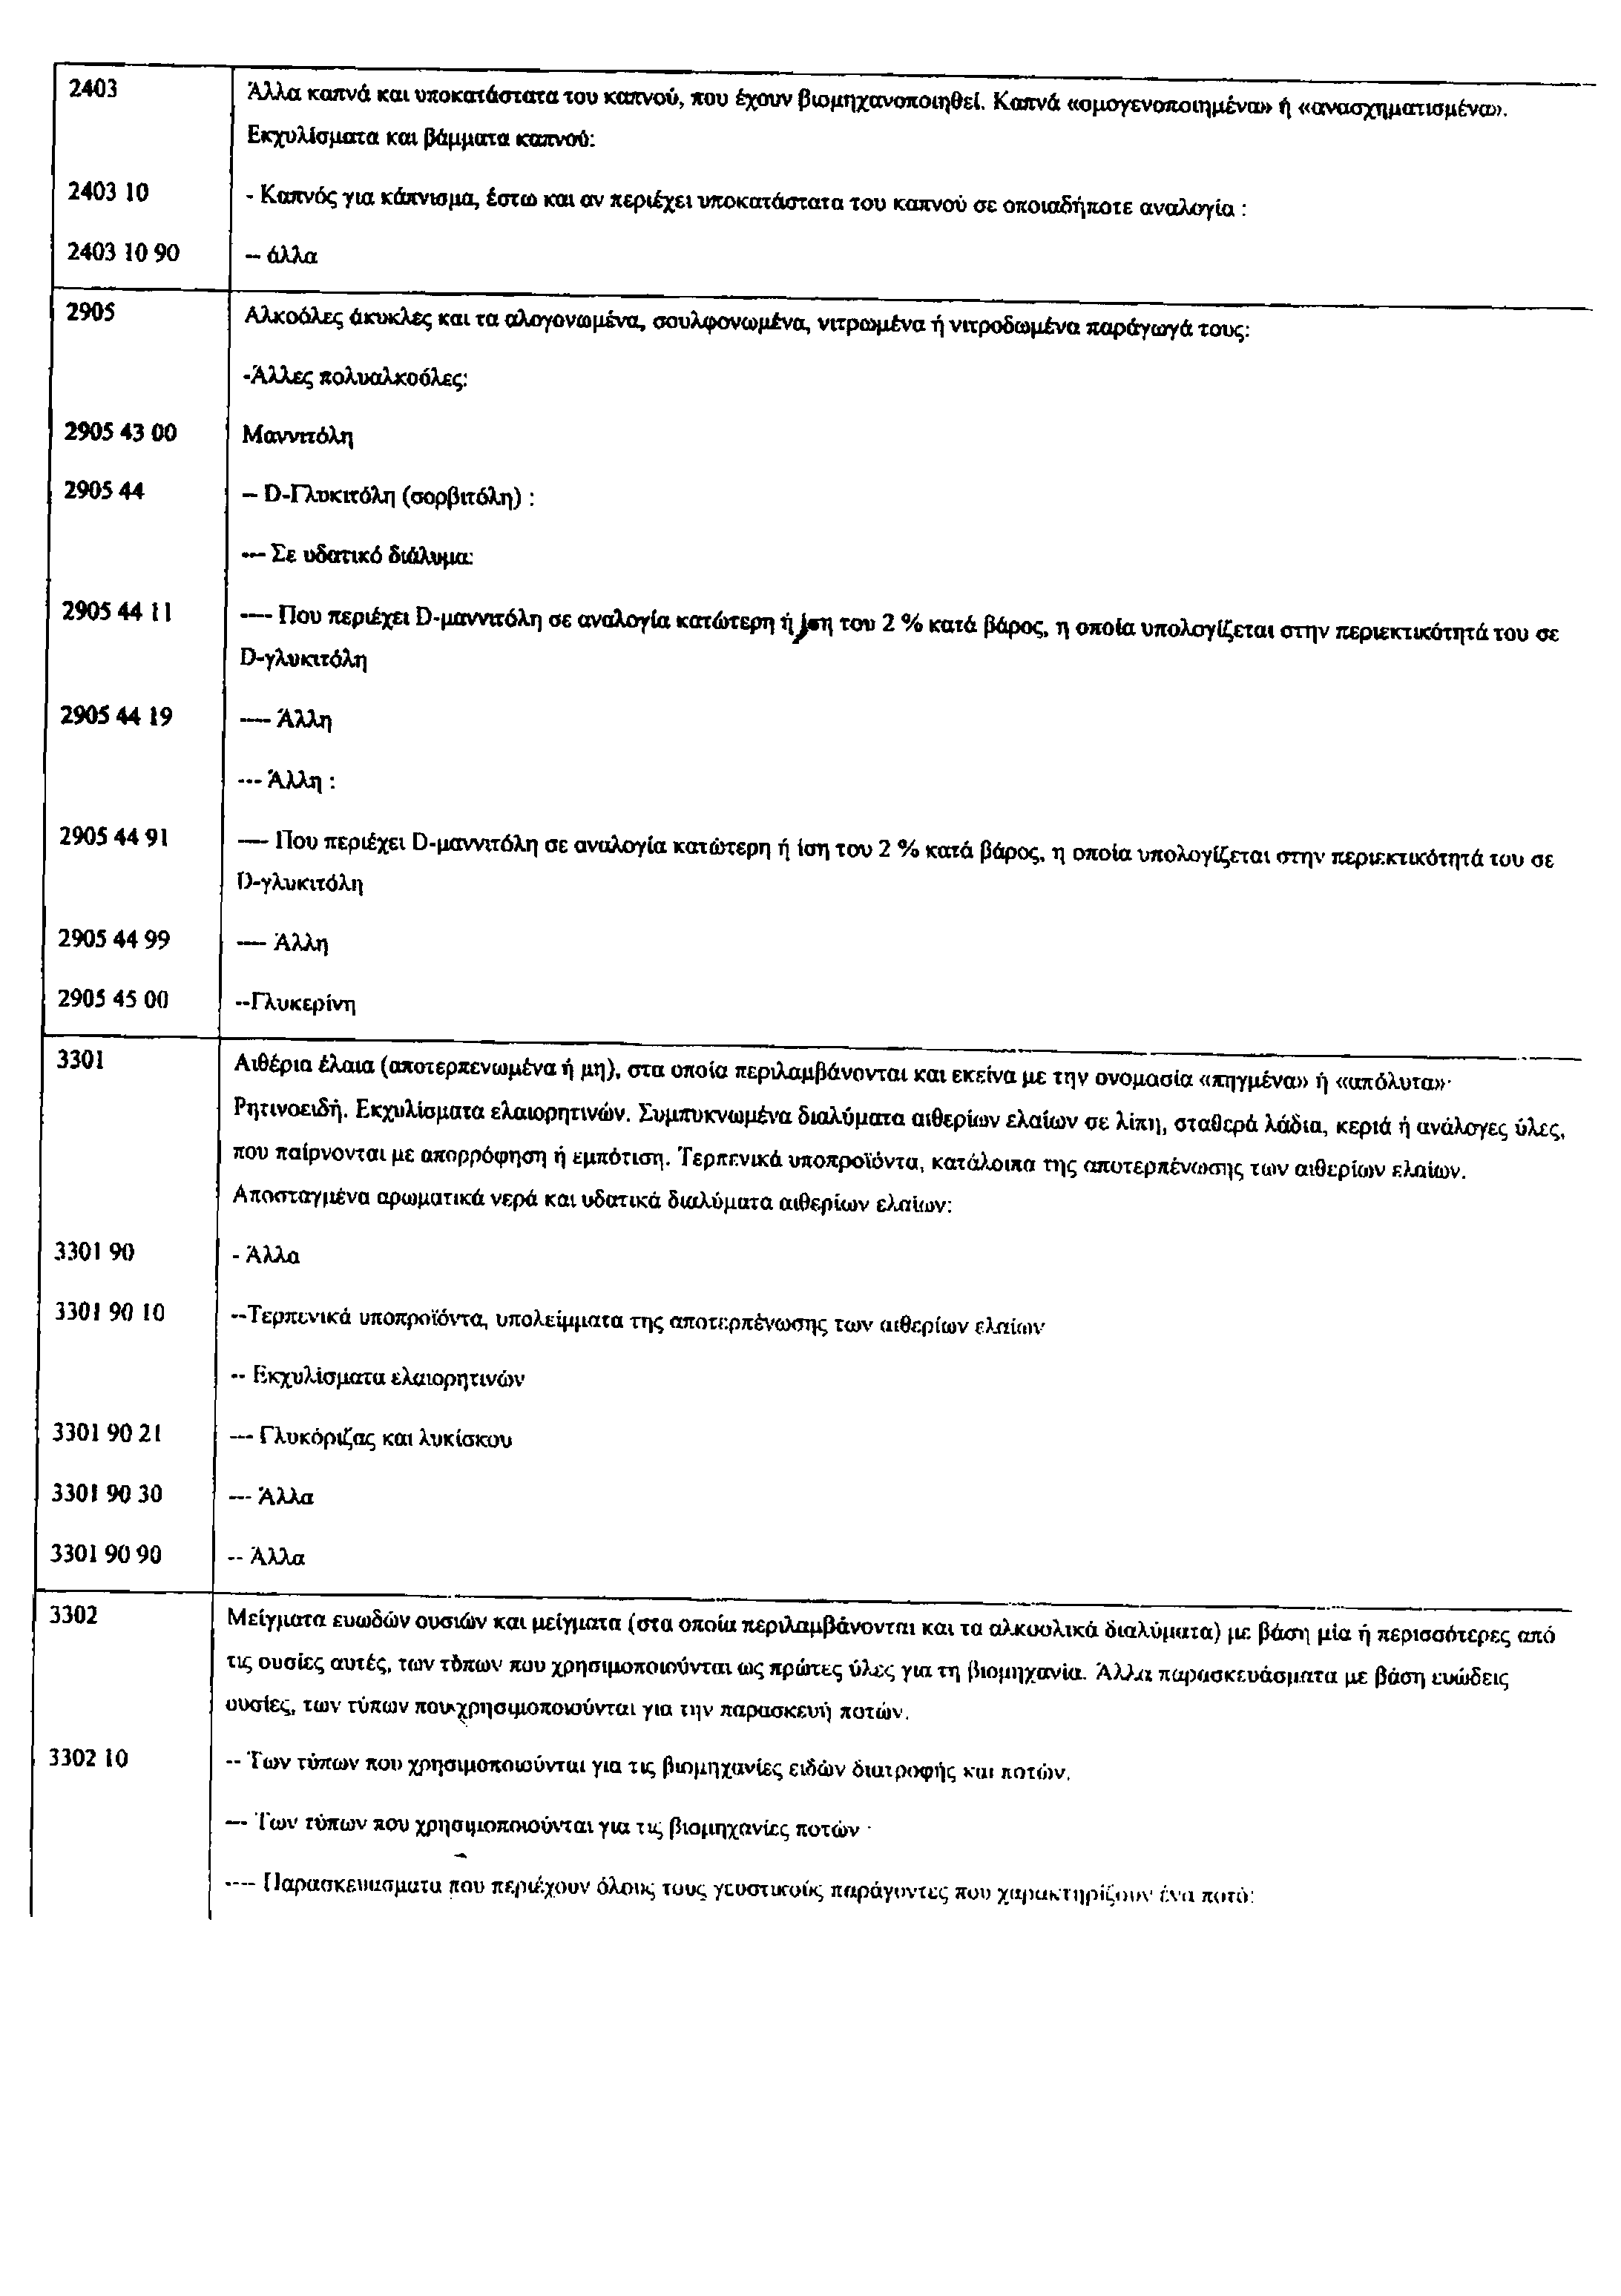 2403 Άλλα καπνά και υποκατάστατα του καπνού, που έχουν βιομηχανοποιηθεί. Καπνά «ομογενοποιημένα» ή «ανασχηματισμένα».
Εκχυλίσματα και βάμματα καπνού:
2403 10 - Καπνός για κάπνισμα, έστω και αν περιέχει υποκατάστατα του καπνού σε οποιαδήποτε αναλογία :
2403 10 90 -- άλλα
2905 Αλκοόλες άκυκλες και τα αλογονωμένα, σουλφονωμένα, νιτρωμένα ή νιτροδωμένα παράγωγά τους:
-Άλλες πολυαλκοόλες:
2905 43 00 Μαννιτόλη
2905 44 -- D-Γλυκιτόλη (σορβιτόλη) :
--- Σε υδατικό διάλυμα:
2905 44 11 ---- Που περιέχει D-μαννιτόλη σε αναλογία κατώτερη ή ίση του 2 % κατά βάρος, η οποία υπολογίζεται στην περιεκτικότητά του σε
D-γλυκιτόλη
2905 44 19 ---- Άλλη
--- Άλλη :
2905 44 91 ---- Που περιέχει D-μαννιτόλη σε αναλογία κατώτερη ή ίση του 2 % κατά βάρος, η οποία υπολογίζεται στην περιεκτικότητά του σε
D-γλυκιτόλη
2905 44 99 ---- Άλλη
2905 45 00 --Γλυκερίνη
3301 Αιθέρια έλαια (αποτερπενωμένα ή μη), στα οποία περιλαμβάνονται και εκείνα με την ονομασία «πηγμένα» ή «απόλυτα»·
Ρητινοειδή. Εκχυλίσματα ελαιορητινών. Συμπυκνωμένα διαλύματα αιθερίων ελαίων σε λίπη, σταθερά λάδια, κεριά ή ανάλογες ύλες,
που παίρνονται με απορρόφηση ή εμπότιση. Τερπενικά υποπροϊόντα, κατάλοιπα της αποτερπένωσης των αιθερίων ελαίων.
Αποσταγμένα αρωματικά νερά και υδατικά διαλύματα αιθερίων ελαίων:
3301 90 - Άλλα
3301 90 10 --Τερπενικά υποπροϊόντα, υπολείμματα της αποτερπένωσης των αιθερίων ελαίων
-- Εκχυλίσματα ελαιορητινών
3301 90 21 --- Γλυκόριζας και λυκίσκου
3301 90 30 --- Άλλα
3301 90 90 -- Άλλα
3302 Μείγματα ευωδών ουσιών και μείγματα (στα οποία περιλαμβάνονται και τα αλκοολικά διαλύματα) με βάση μία ή περισσότερες από
τις ουσίες αυτές, των τύπων που χρησιμοποιούνται ως πρώτες ύλες για τη βιομηχανία. Άλλα παρασκευάσματα με βάση ευώδεις
ουσίες, των τύπων που χρησιμοποιούνται για την παρασκευή ποτών.
3302 10 -- Των τύπων που χρησιμοποιούνται για τις βιομηχανίες ειδών διατροφής και ποτών.
--- Των τύπων που χρησιμοποιούνται για τις βιομηχανίες ποτών ·
---- Παρασκευασματα που περιέχουν όλους τους γευστικούς παράγοντες που χαρακτηρίζουν ένα ποτό: